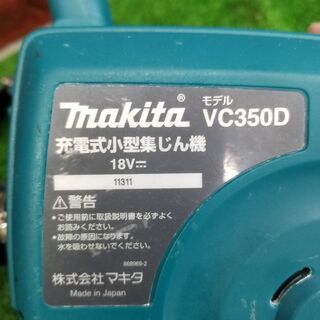 makita® モデル VC350D
充電式小型集じん機
18V⎓
11311
⚠警告
●ご使用前に取扱説明書を必ずよく
お読みください。
●故障の原因になります。
水を吸わせないでください。
868969-2
株式会社マキタ
Made in Japan